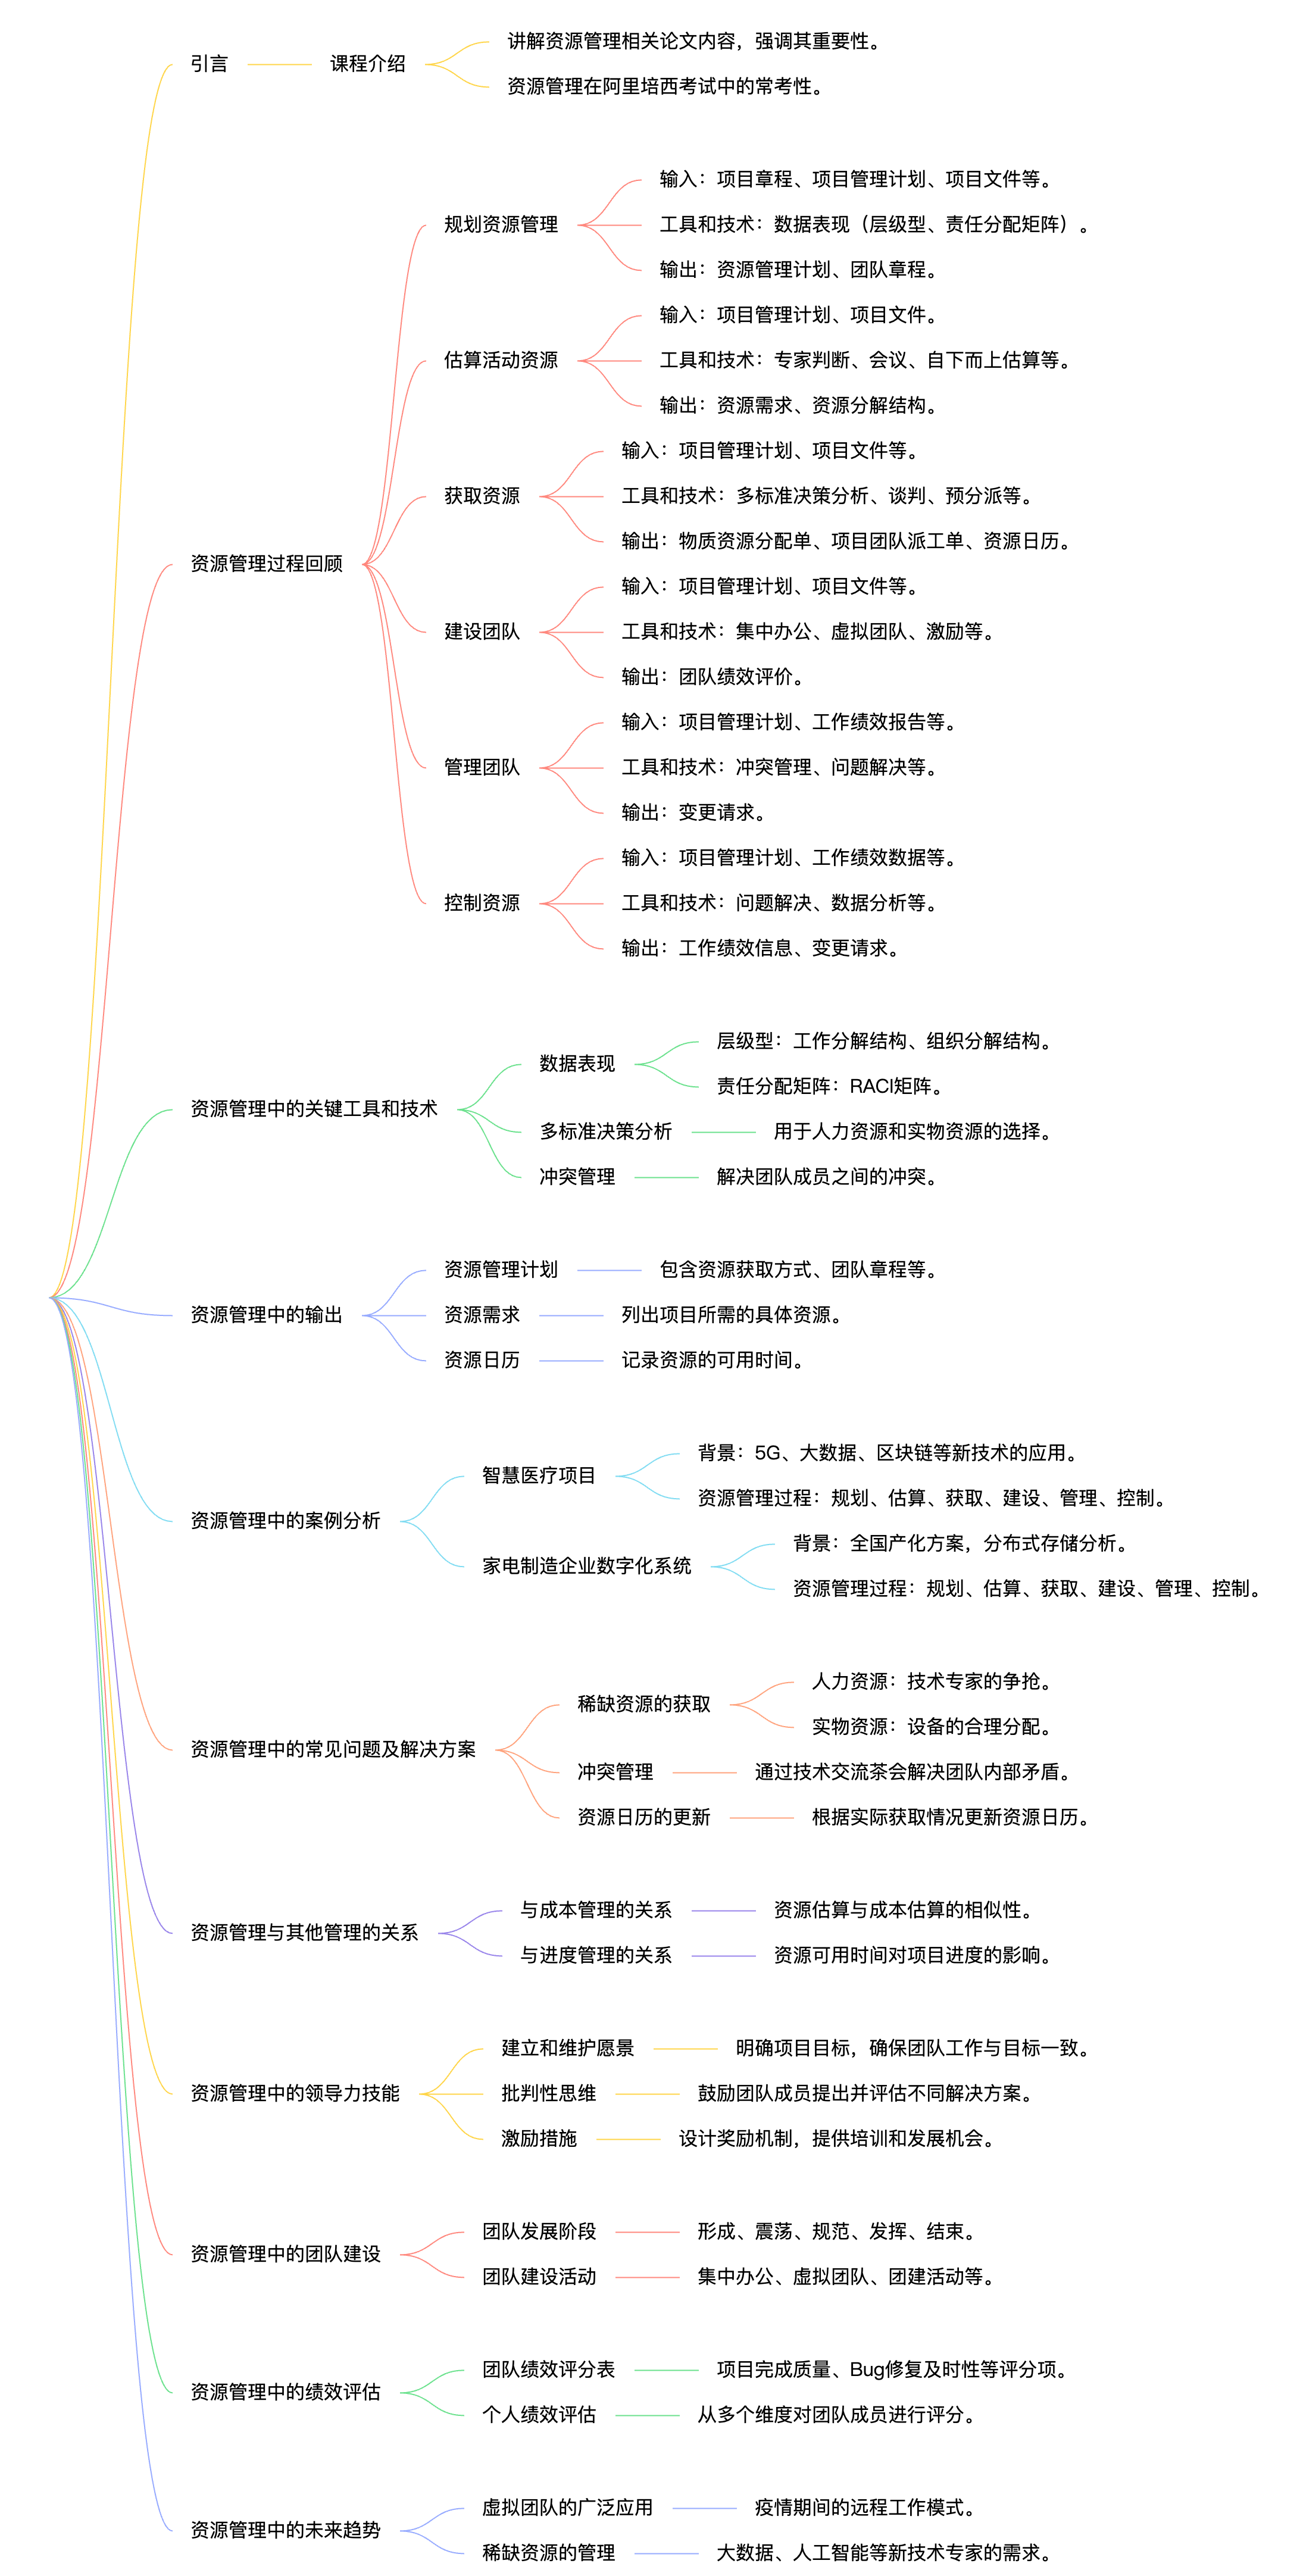 引言
课程介绍
讲解资源管理相关论文内容，强调其重要性。
资源管理在阿里培西考试中的常考性。
资源管理过程回顾
规划资源管理
输入：项目章程、项目管理计划、项目文件等。
工具和技术：数据表现（层级型、责任分配矩阵）。
输出：资源管理计划、团队章程。
估算活动资源
输入：项目管理计划、项目文件。
工具和技术：专家判断、会议、自下而上估算等。
输出：资源需求、资源分解结构。
获取资源
输入：项目管理计划、项目文件等。
工具和技术：多标准决策分析、谈判、预分派等。
输出：物质资源分配单、项目团队派工单、资源日历。
建设团队
输入：项目管理计划、项目文件等。
工具和技术：集中办公、虚拟团队、激励等。
输出：团队绩效评价。
管理团队
输入：项目管理计划、工作绩效报告等。
工具和技术：冲突管理、问题解决等。
输出：变更请求。
控制资源
输入：项目管理计划、工作绩效数据等。
工具和技术：问题解决、数据分析等。
输出：工作绩效信息、变更请求。
资源管理中的关键工具和技术
数据表现
层级型：工作分解结构、组织分解结构。
责任分配矩阵：RACI矩阵。
多标准决策分析
用于人力资源和实物资源的选择。
冲突管理
解决团队成员之间的冲突。
资源管理中的输出
资源管理计划
包含资源获取方式、团队章程等。
资源需求
列出项目所需的具体资源。
资源日历
记录资源的可用时间。
资源管理中的案例分析
智慧医疗项目
背景：5G、大数据、区块链等新技术的应用。
资源管理过程：规划、估算、获取、建设、管理、控制。
家电制造企业数字化系统
背景：全国产化方案，分布式存储分析。
资源管理过程：规划、估算、获取、建设、管理、控制。
资源管理中的常见问题及解决方案
稀缺资源的获取
人力资源：技术专家的争抢。
实物资源：设备的合理分配。
冲突管理
通过技术交流茶会解决团队内部矛盾。
资源日历的更新
根据实际获取情况更新资源日历。
资源管理与其他管理的关系
与成本管理的关系
资源估算与成本估算的相似性。
与进度管理的关系
资源可用时间对项目进度的影响。
资源管理中的领导力技能
建立和维护愿景
明确项目目标，确保团队工作与目标一致。
批判性思维
鼓励团队成员提出并评估不同解决方案。
激励措施
设计奖励机制，提供培训和发展机会。
资源管理中的团队建设
团队发展阶段
形成、震荡、规范、发挥、结束。
团队建设活动
集中办公、虚拟团队、团建活动等。
资源管理中的绩效评估
团队绩效评分表
项目完成质量、Bug修复及时性等评分项。
个人绩效评估
从多个维度对团队成员进行评分。
资源管理中的未来趋势
虚拟团队的广泛应用
疫情期间的远程工作模式。
稀缺资源的管理
大数据、人工智能等新技术专家的需求。